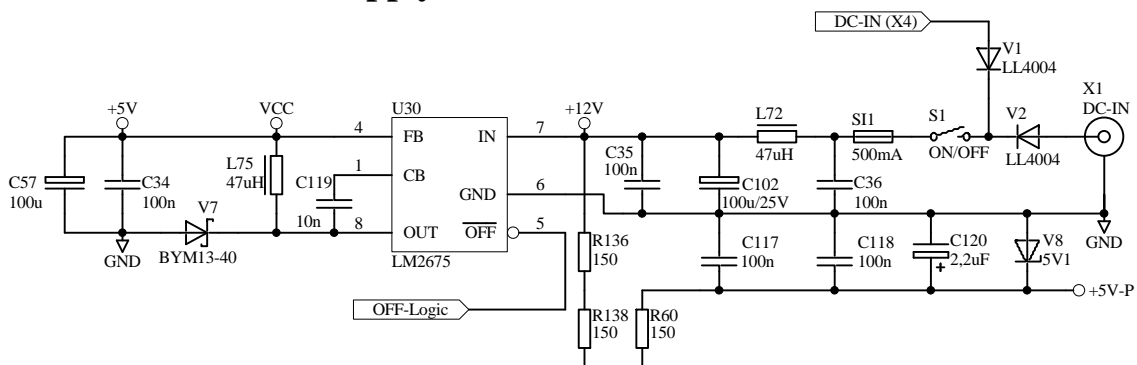 DC-IN (X4)
V1
LL4004
X1
DC-IN
+5V
VCC
U30
+12V
L72
SI1
S1
V2
4
FB
IN
7
47uH
500mA
ON/OFF
LL4004
L75
47uH
C35
100n
C57
100u
C34
100n
C119
10n
1
CB
GND
6
C102
100u/25V
C36
100n
V7
BYM13-40
8
OUT
OFF
5
GND
LM2675
R136
150
C117
100n
C118
100n
C120
2,2uF
+
V8
5V1
GND
OFF-Logic
R138
150
R60
150
+5V-P